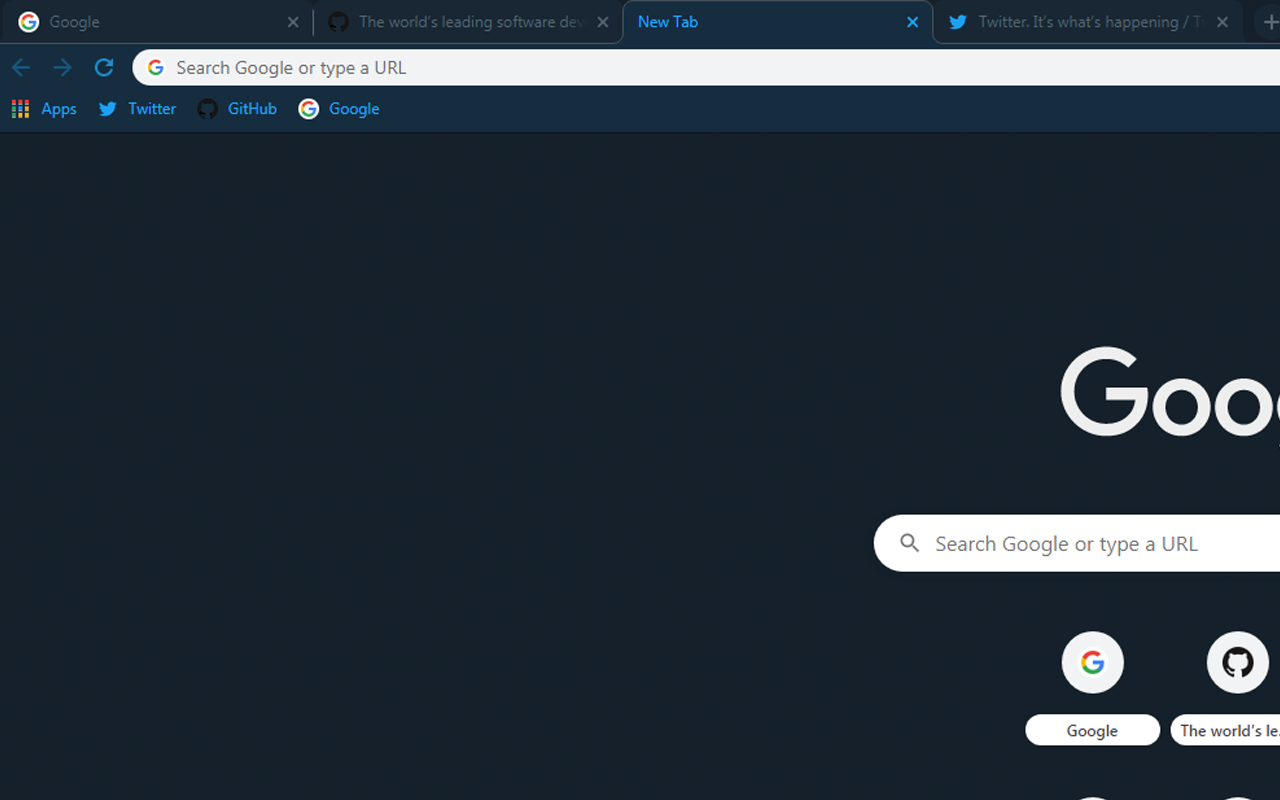 Google
The world's leading software dev
New Tab
Twitter. It's what's happening / T
Search Google or type a URL
Apps
Twitter
GitHub
Google
Goo
Search Google or type a URL
Google
The world's le